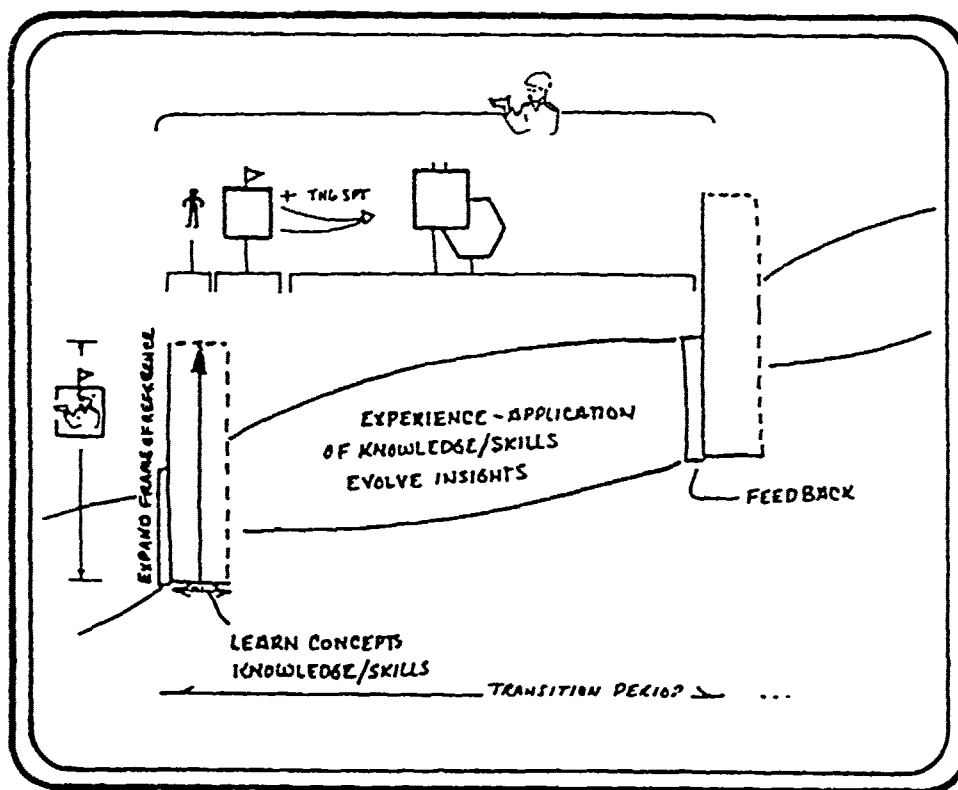 + TNG SPT
EXPAND FRAME OF REFERENCE
EXPERIENCE - APPLICATION
OF KNOWLEDGE/SKILLS
EVOLVE INSIGHTS
FEEDBACK
LEARN CONCEPTS
KNOWLEDGE/SKILLS
TRANSITION PERIOD ...